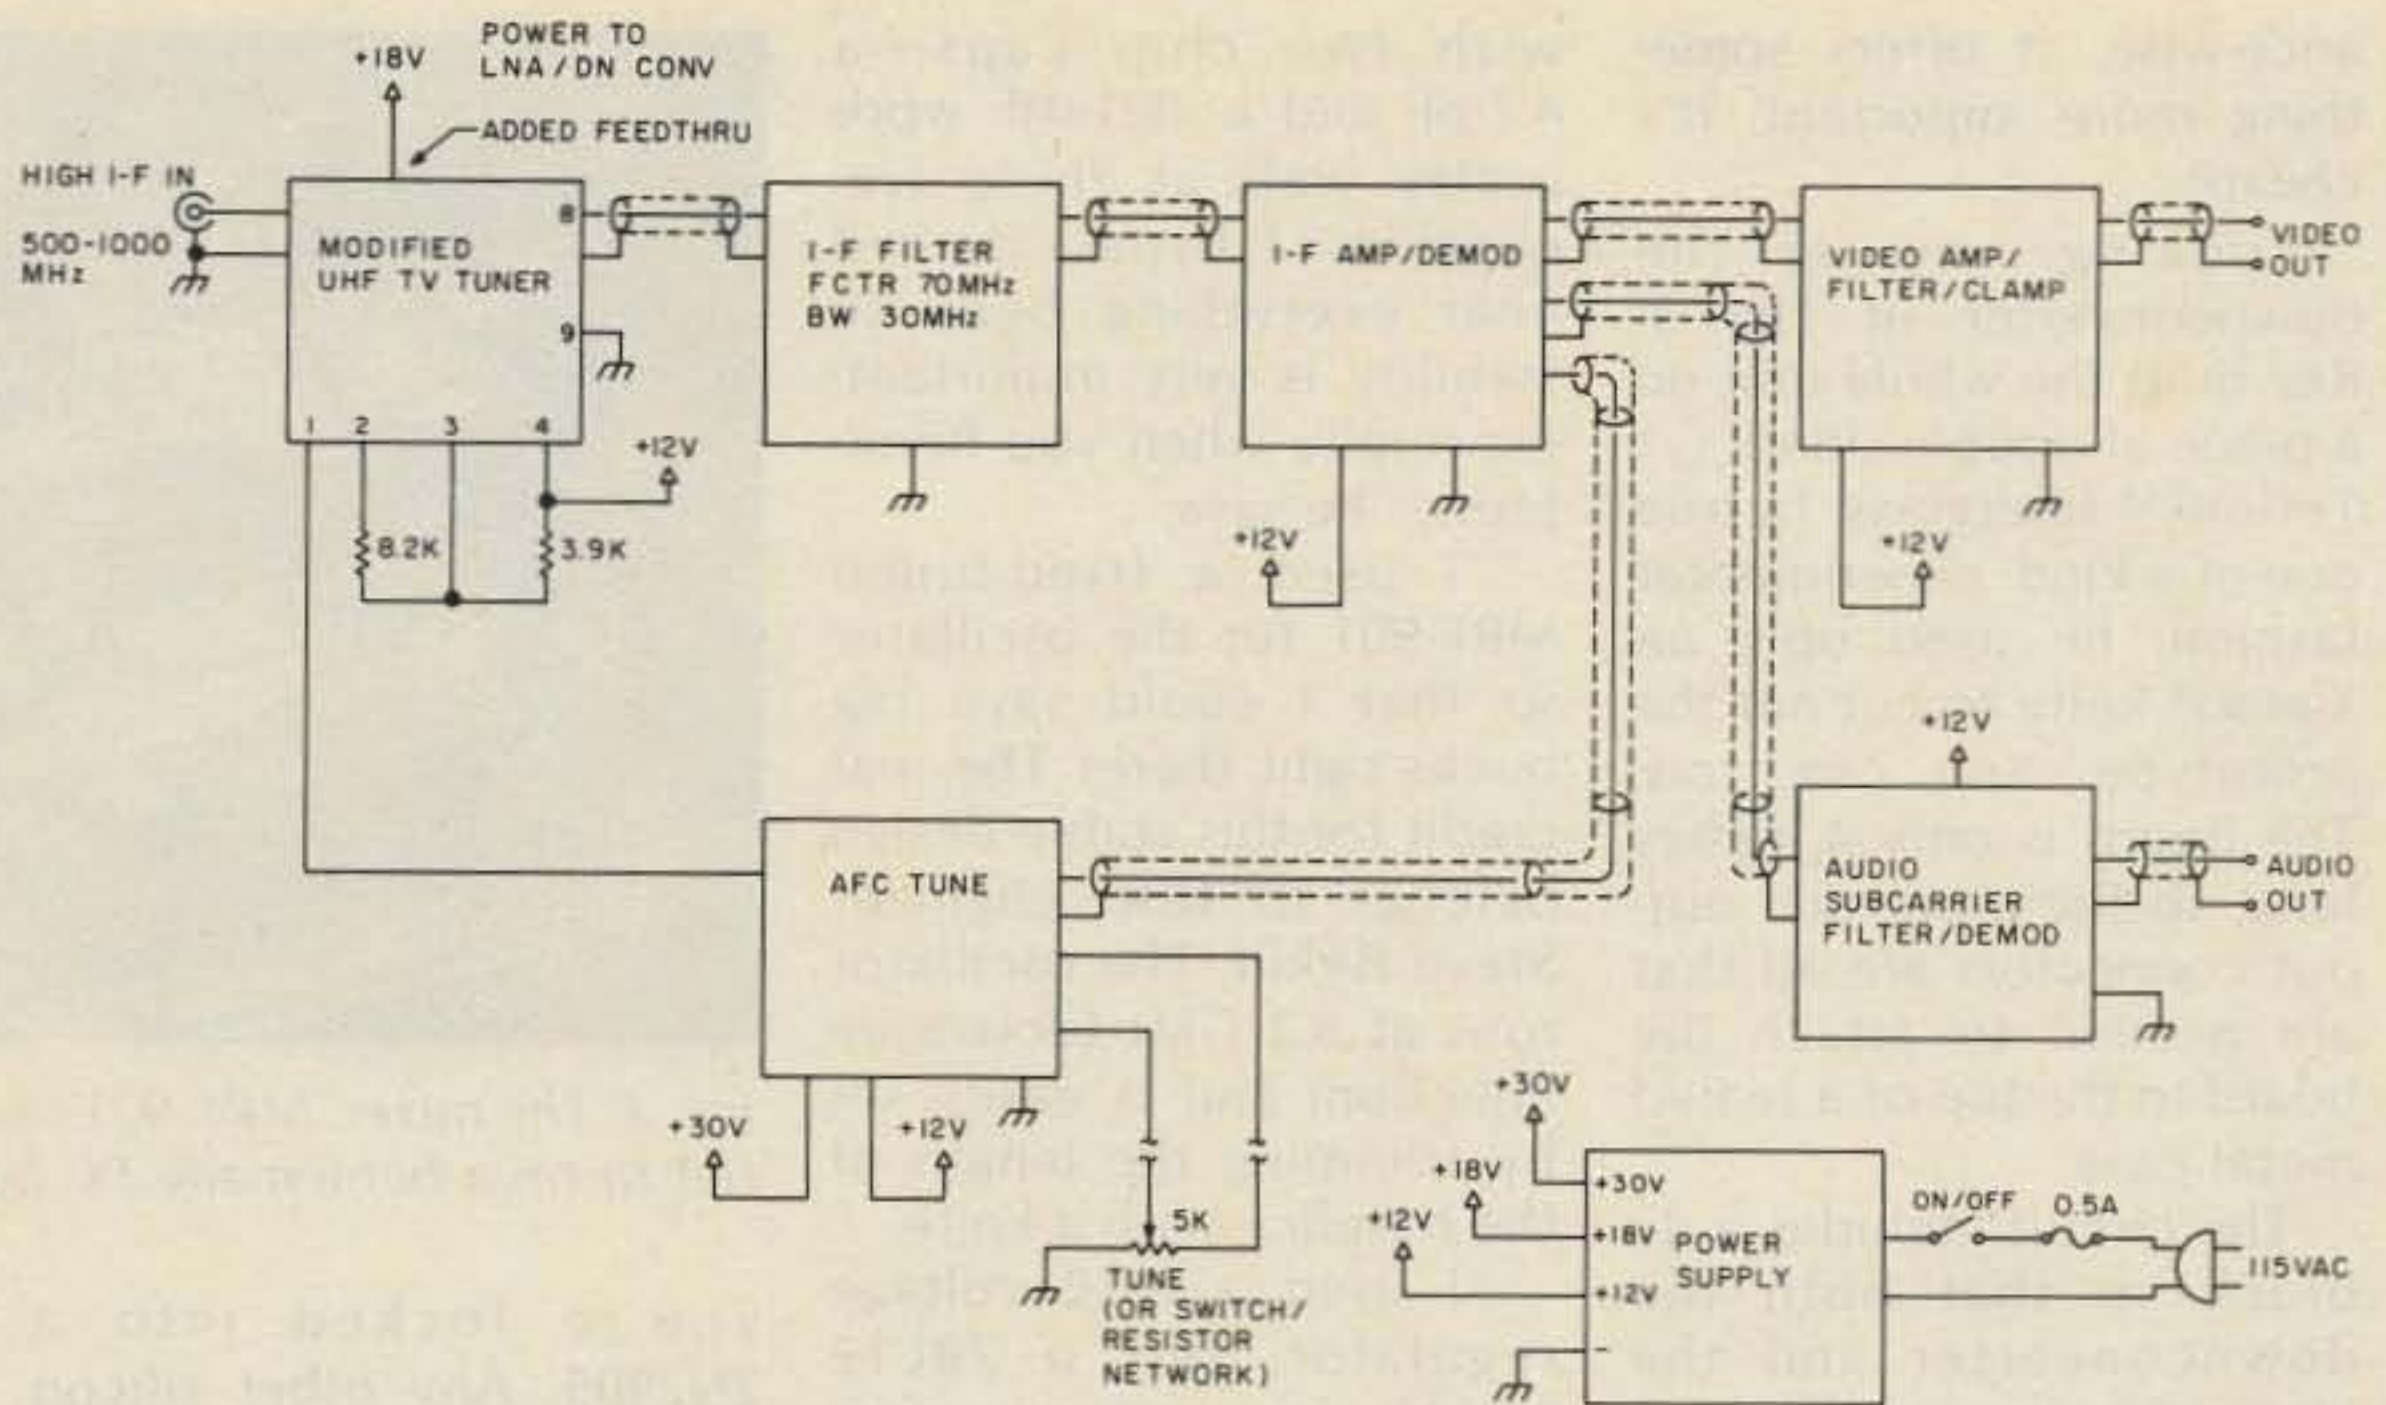 POWER TO
LNA/DN CONV
+18V
ADDED FEEDTHRU
HIGH I-F IN
500-1000
MHz
MODIFIED
UHF TV TUNER
8
9
1
2
3
4
+12V
8.2K
3.9K
I-F FILTER
FCTR 70MHz
BW 30MHz
I-F AMP/DEMOD
+12V
VIDEO AMP/
FILTER/CLAMP
+12V
VIDEO
OUT
AFC TUNE
+30V
+12V
5K
TUNE
(OR SWITCH/
RESISTOR
NETWORK)
+12V
AUDIO
SUBCARRIER
FILTER/DEMOD
AUDIO
OUT
+30V
+18V
+12V
+30V
+18V
+12V
-
POWER
SUPPLY
ON/OFF
0.5A
115VAC